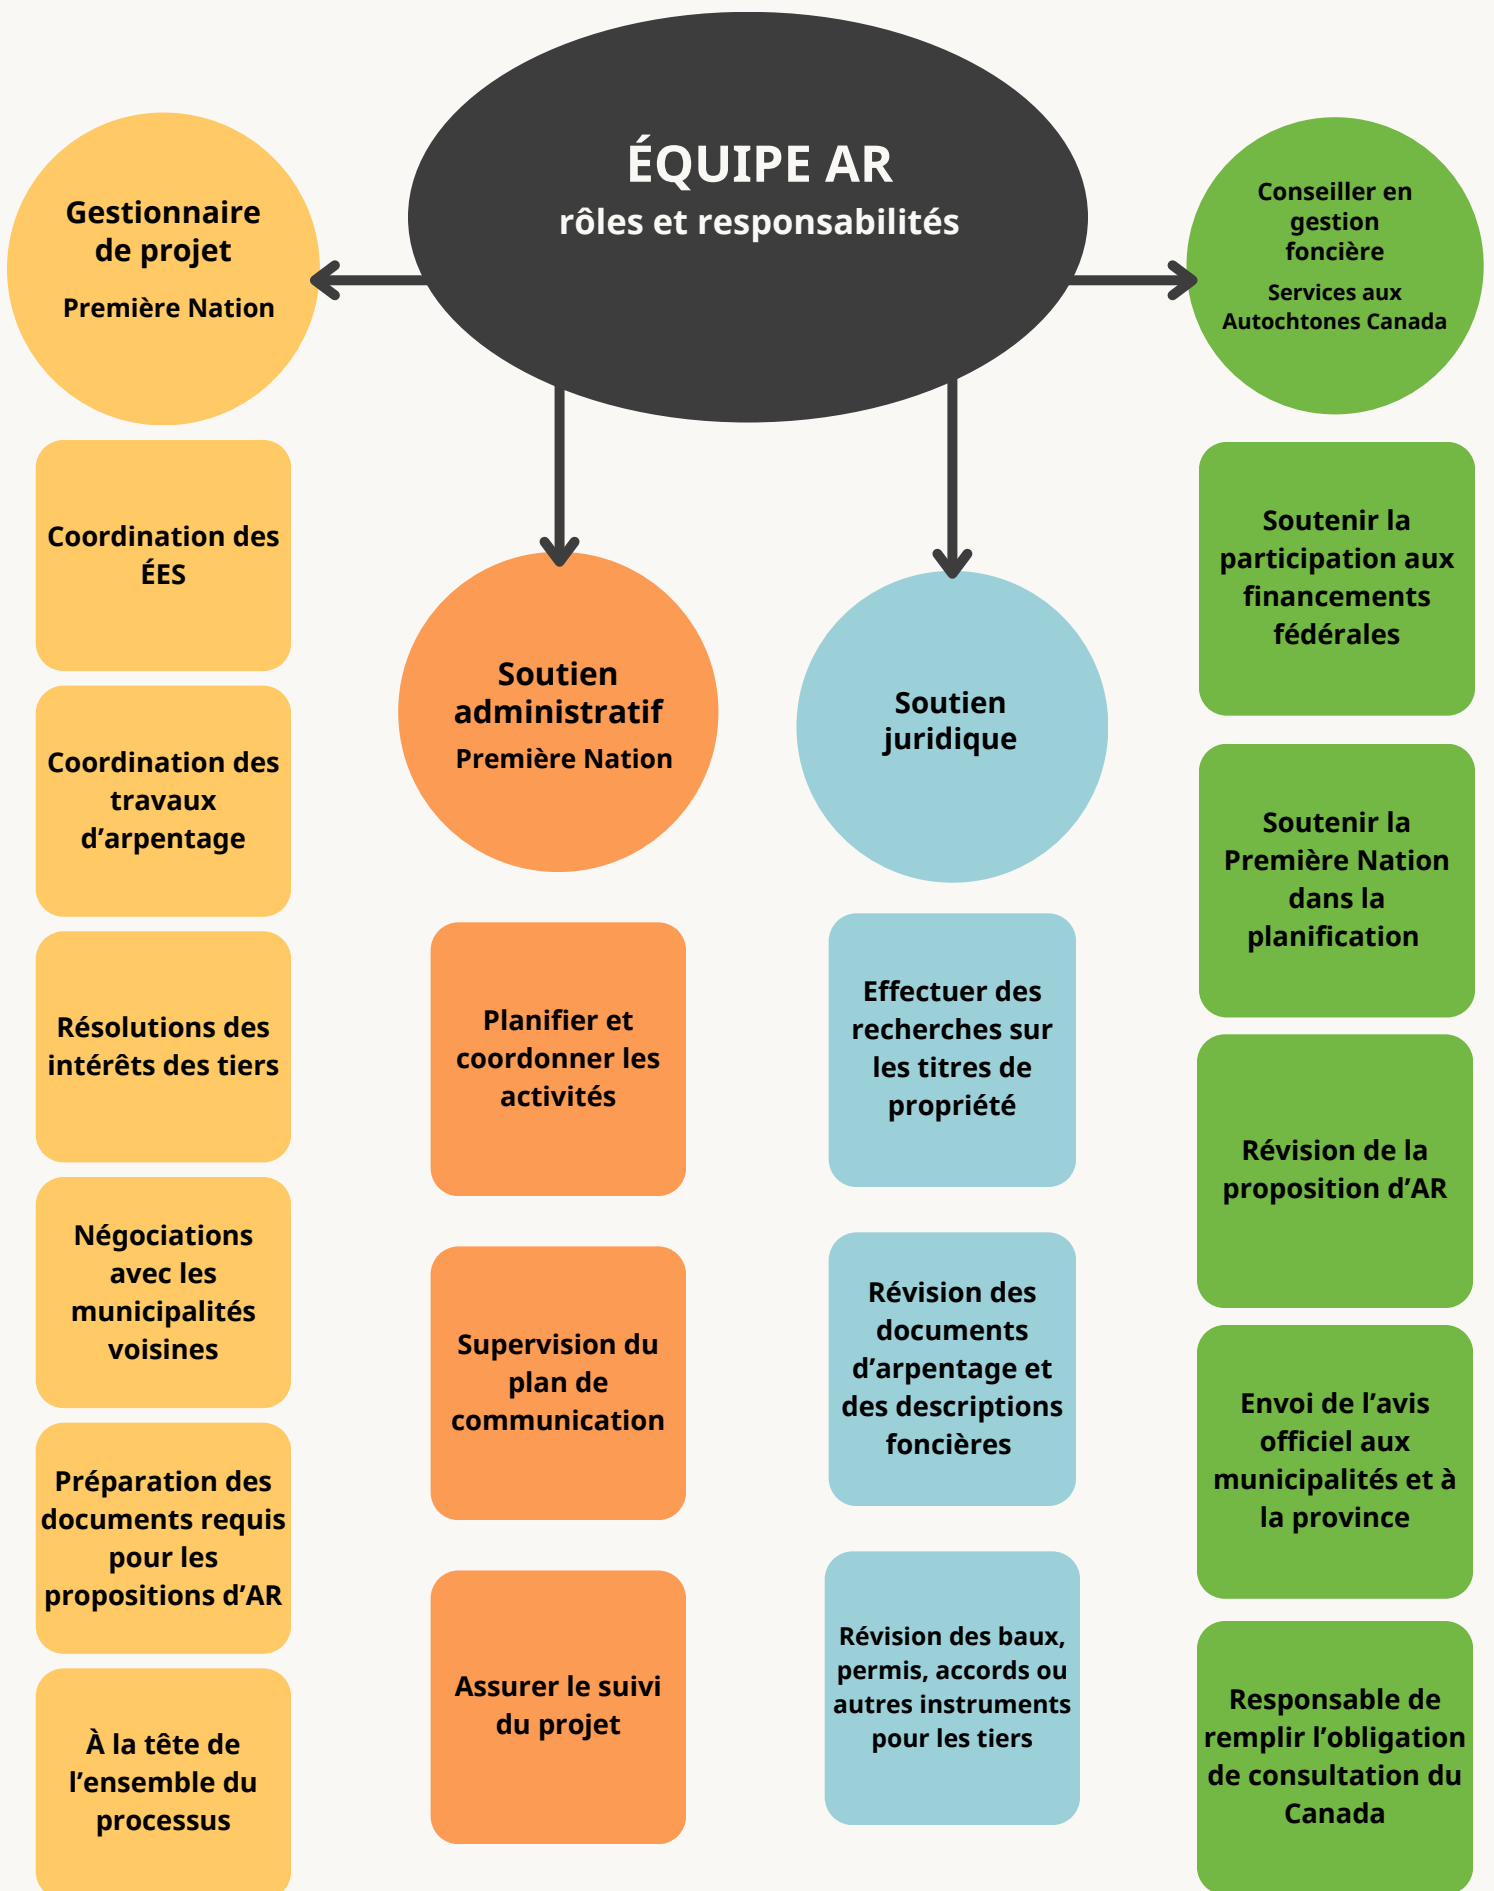 ÉQUIPE AR
rôles et responsabilités
Gestionnaire
de projet
Première Nation
Coordination des
ÉES
Coordination des
travaux
d’arpentage
Résolutions des
intérêts des tiers
Négociations
avec les
municipalités
voisines
Préparation des
documents requis
pour les
propositions d’AR
À la tête de
l’ensemble du
processus
Soutien
administratif
Première Nation
Planifier et
coordonner les
activités
Supervision du
plan de
communication
Assurer le suivi
du projet
Soutien
juridique
Effectuer des
recherches sur
les titres de
propriété
Révision des
documents
d’arpentage et
des descriptions
foncières
Révision des baux,
permis, accords ou
autres instruments
pour les tiers
Conseiller en
gestion
foncière
Services aux
Autochtones Canada
Soutenir la
participation aux
financements
fédérales
Soutenir la
Première Nation
dans la
planification
Révision de la
proposition d’AR
Envoi de l’avis
officiel aux
municipalités et à
la province
Responsable de
remplir l’obligation
de consultation du
Canada